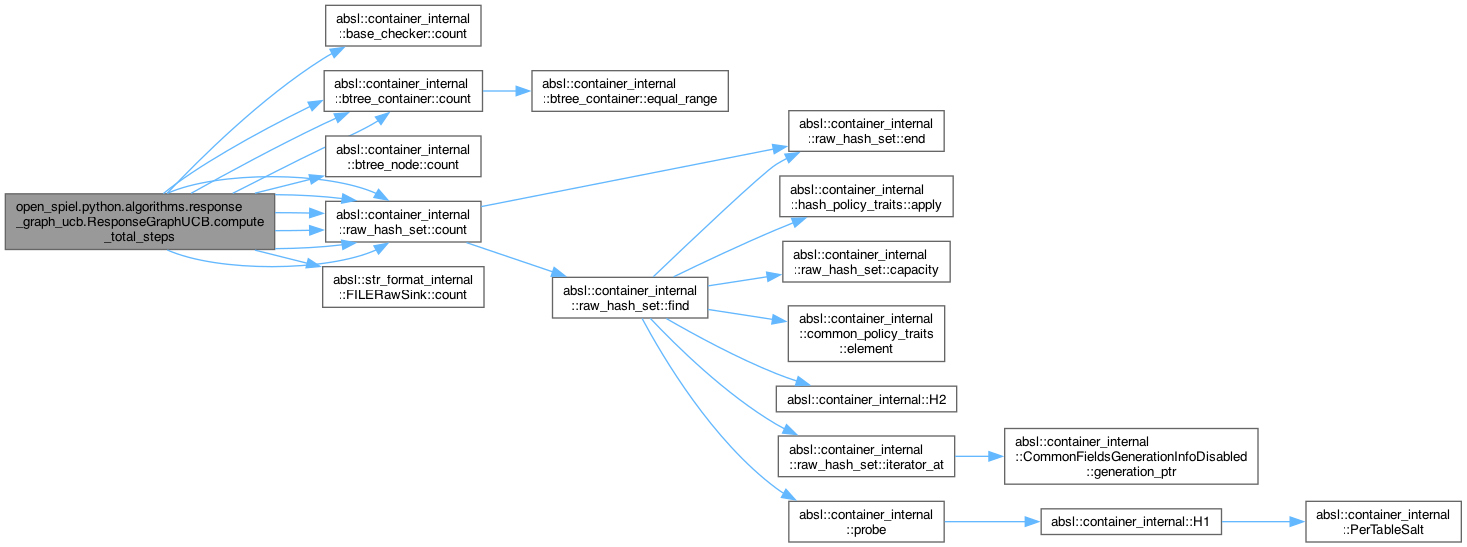 absl::container_internal
::base_checker::count
absl::container_internal
::btree_container::count
absl::container_internal
::btree_container::equal_range
absl::container_internal
::btree_node::count
open_spiel.python.algorithms.response
_graph_ucb.ResponseGraphUCB.compute
_total_steps
absl::container_internal
::raw_hash_set::count
absl::str_format_internal
::FILERawSink::count
absl::container_internal
::raw_hash_set::find
absl::container_internal
::raw_hash_set::end
absl::container_internal
::hash_policy_traits::apply
absl::container_internal
::raw_hash_set::capacity
absl::container_internal
::common_policy_traits
::element
absl::container_internal::H2
absl::container_internal
::raw_hash_set::iterator_at
absl::container_internal
::CommonFieldsGenerationInfoDisabled
::generation_ptr
absl::container_internal
::probe
absl::container_internal::H1
absl::container_internal
::PerTableSalt